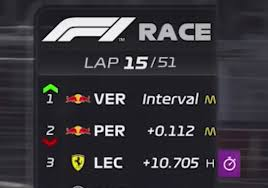 F1 RACE
LAP 15/51
1 VER Interval M
2 PER +0.112 M
3 LEC +10.705 H